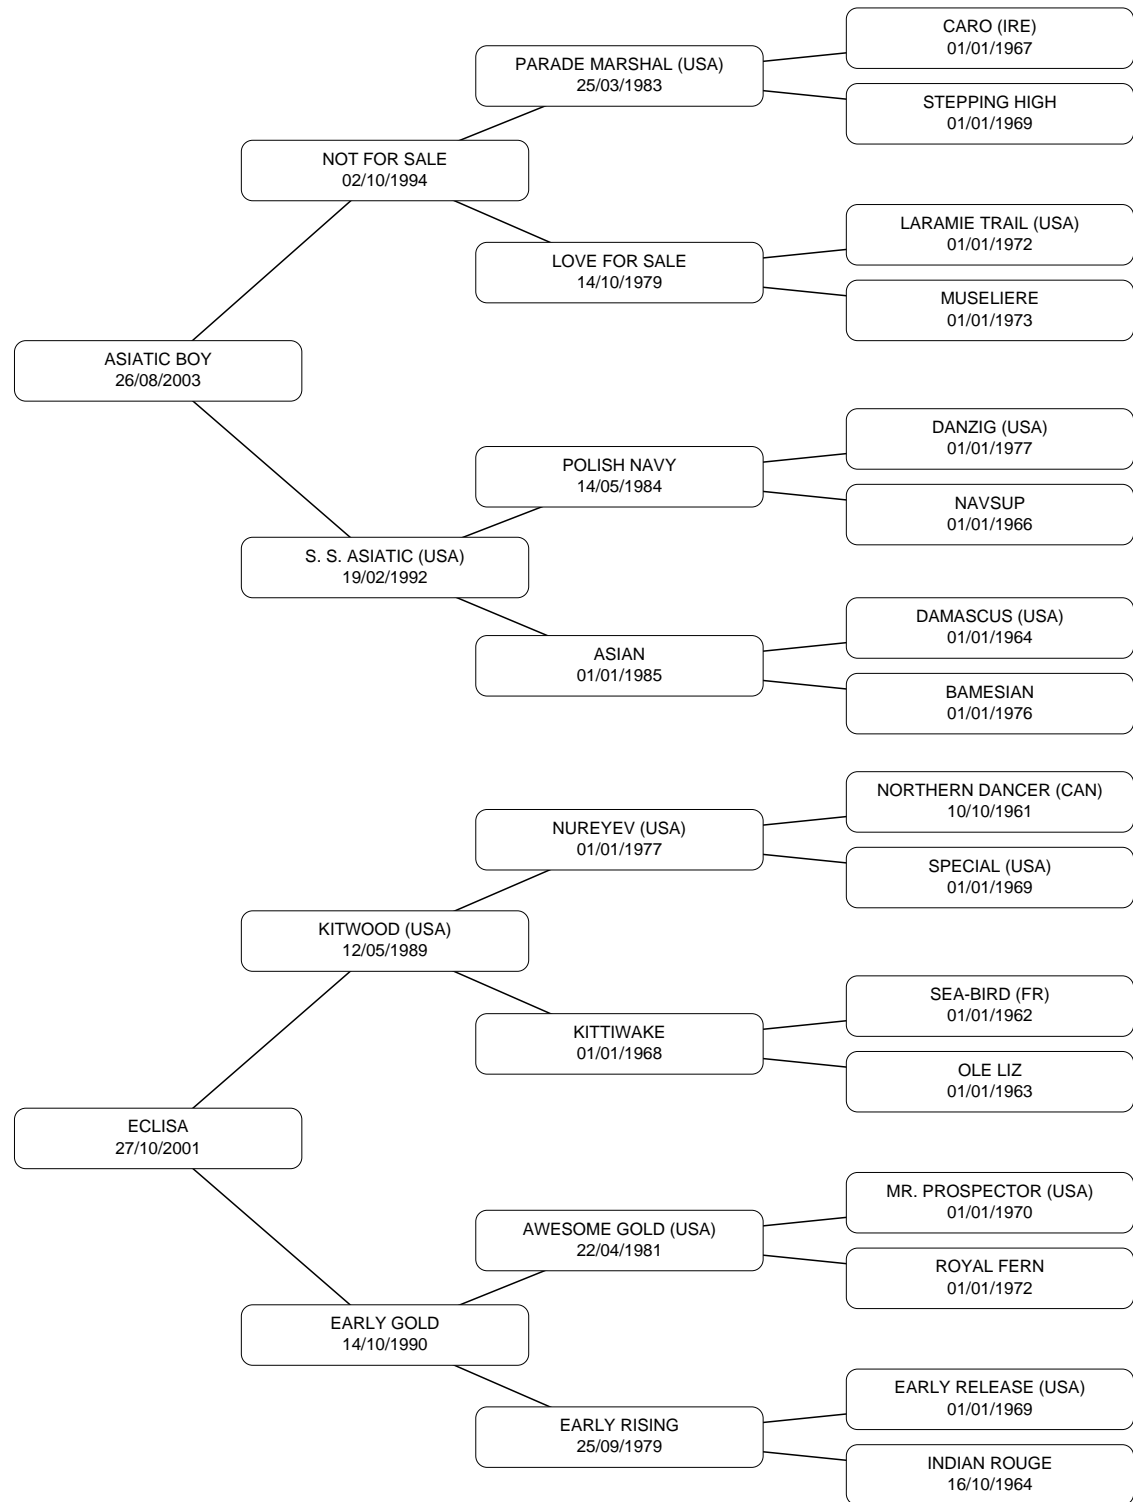 CARO (IRE)
01/01/1967
PARADE MARSHAL (USA)
25/03/1983
STEPPING HIGH
01/01/1969
NOT FOR SALE
02/10/1994
LARAMIE TRAIL (USA)
01/01/1972
LOVE FOR SALE
14/10/1979
MUSELIERE
01/01/1973
ASIATIC BOY
26/08/2003
DANZIG (USA)
01/01/1977
POLISH NAVY
14/05/1984
NAVSUP
01/01/1966
S. S. ASIATIC (USA)
19/02/1992
DAMASCUS (USA)
01/01/1964
ASIAN
01/01/1985
BAMESIAN
01/01/1976
NORTHERN DANCER (CAN)
10/10/1961
NUREYEV (USA)
01/01/1977
SPECIAL (USA)
01/01/1969
KITWOOD (USA)
12/05/1989
SEA-BIRD (FR)
01/01/1962
KITTIWAKE
01/01/1968
OLE LIZ
01/01/1963
ECLISA
27/10/2001
MR. PROSPECTOR (USA)
01/01/1970
AWESOME GOLD (USA)
22/04/1981
ROYAL FERN
01/01/1972
EARLY GOLD
14/10/1990
EARLY RELEASE (USA)
01/01/1969
EARLY RISING
25/09/1979
INDIAN ROUGE
16/10/1964